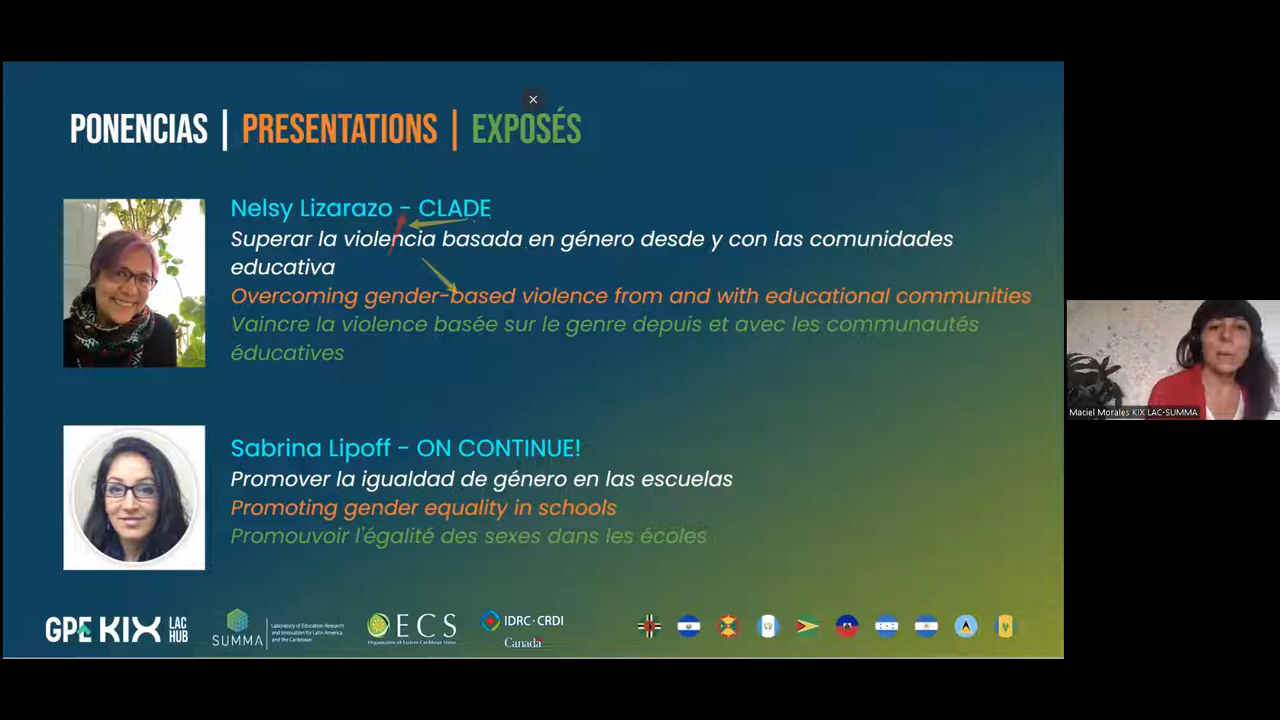 PONENCIAS | PRESENTATIONS | EXPOSÉS
Nelsy Lizarazo - CLADE
Superar la violencia basada en género desde y con las comunidades
educativa
Overcoming gender-based violence from and with educational communities
Vaincre la violence basée sur le genre depuis et avec les communautés
éducatives
Sabrina Lipoff - ON CONTINUE!
Promover la igualdad de género en las escuelas
Promoting gender equality in schools
Promouvoir l'égalité des sexes dans les écoles
Maciel Morales KIX LAC-SUMMA
GPE KIX LAC HUB
SUMMA
Laboratory of Education Research
and Innovation for Latin America
and the Caribbean
OECS
Organisation of Eastern Caribbean States
IDRC·CRDI
Canada